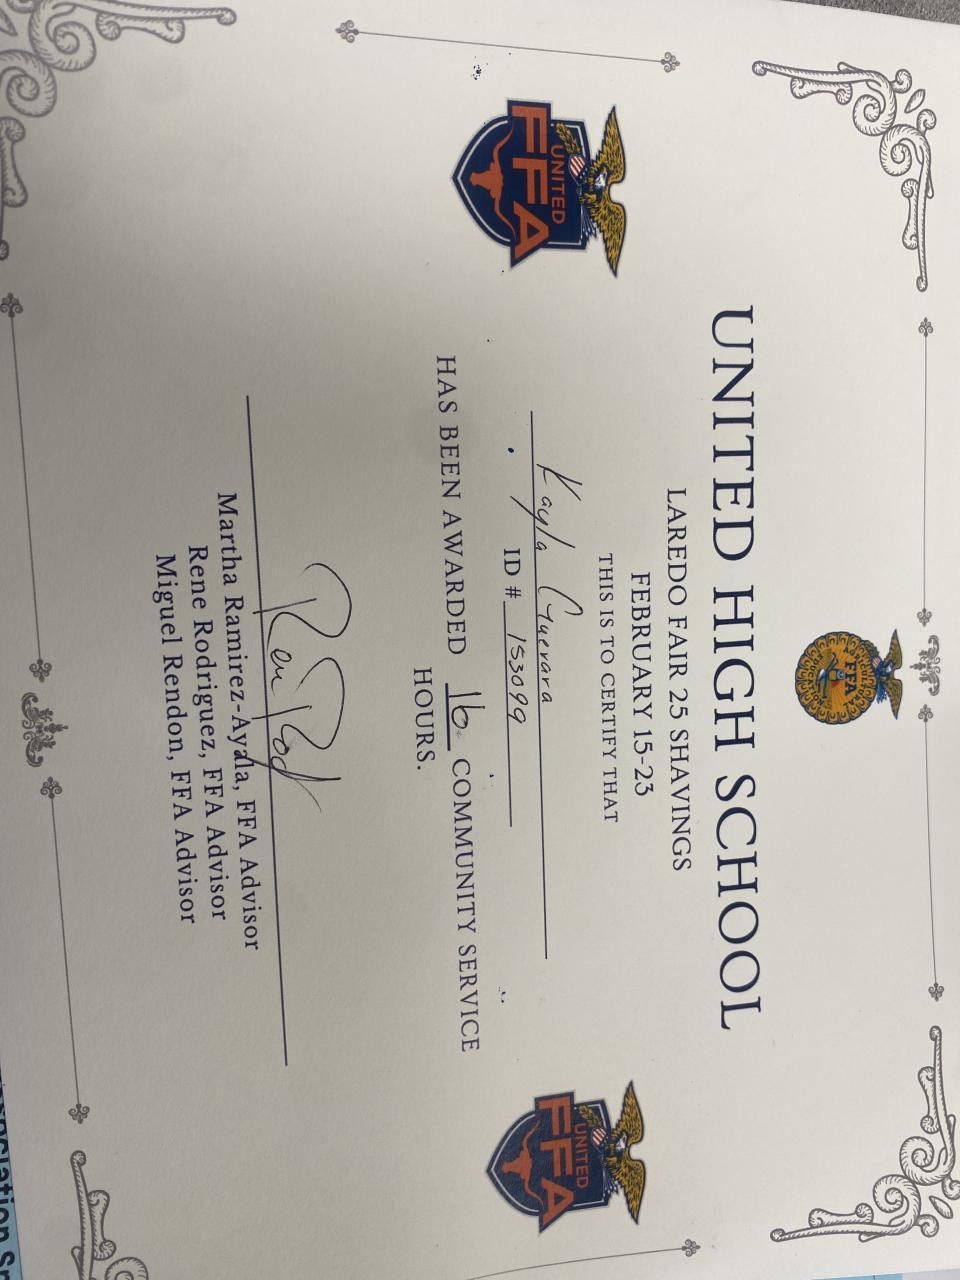 FFA
UNITED HIGH SCHOOL
LAREDO FAIR 25 SHAVINGS
FEBRUARY 15-23
THIS IS TO CERTIFY THAT
UNITED
FFA
UNITED
FFA
Kayla Guevara
ID # 153099
HAS BEEN AWARDED 16 COMMUNITY SERVICE
HOURS.
Martha Ramirez-Ayala, FFA Advisor
Rene Rodriguez, FFA Advisor
Miguel Rendon, FFA Advisor